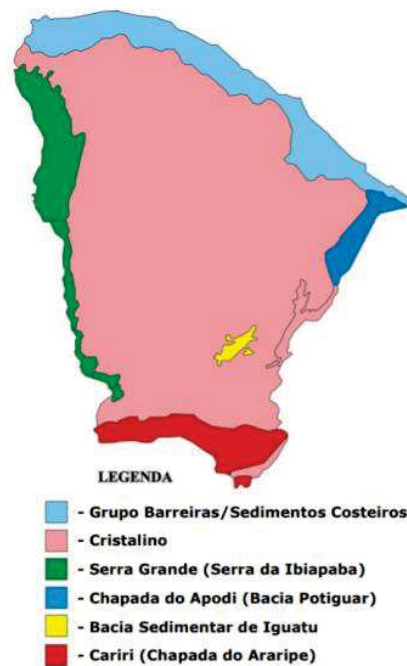 LEGENDA
- Grupo Barreiras/Sedimentos Costeiros
- Cristalino
- Serra Grande (Serra da Ibiapaba)
- Chapada do Apodi (Bacia Potiguar)
- Bacia Sedimentar de Iguatu
- Cariri (Chapada do Araripe)